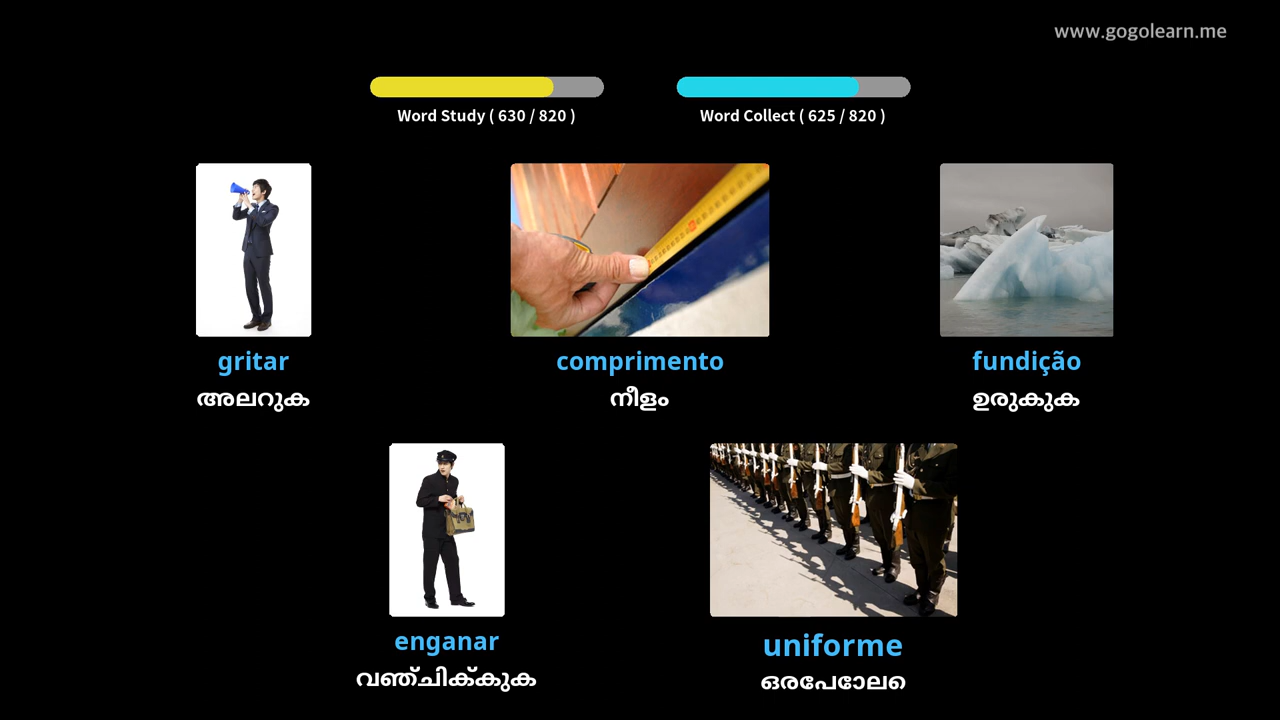 www.gogolearn.me
Word Study ( 630 / 820 )
Word Collect ( 625 / 820 )
gritar
അലറുക
comprimento
നീളം
fundição
ഉരുകുക
enganar
വഞ്ചിക്കുക
uniforme
ഒരപേോലെ